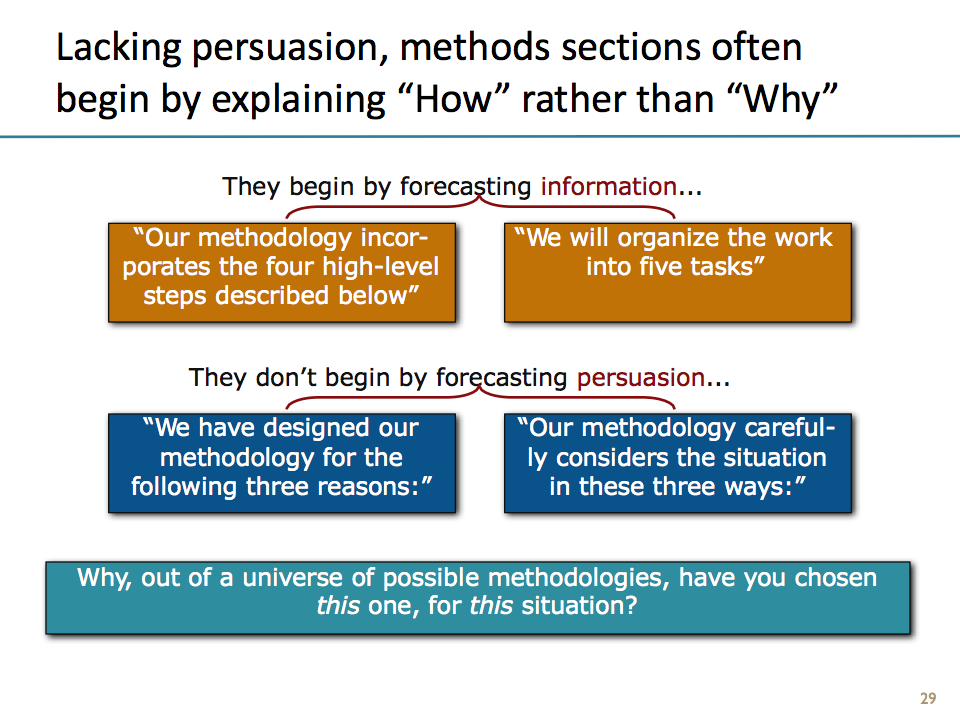 Lacking persuasion, methods sections often
begin by explaining “How” rather than “Why”
They begin by forecasting information...
“Our methodology incor-
porates the four high-level
steps described below”
“We will organize the work
into five tasks”
They don’t begin by forecasting persuasion...
“We have designed our
methodology for the
following three reasons:”
“Our methodology careful-
ly considers the situation
in these three ways:”
Why, out of a universe of possible methodologies, have you chosen
this one, for this situation?
29